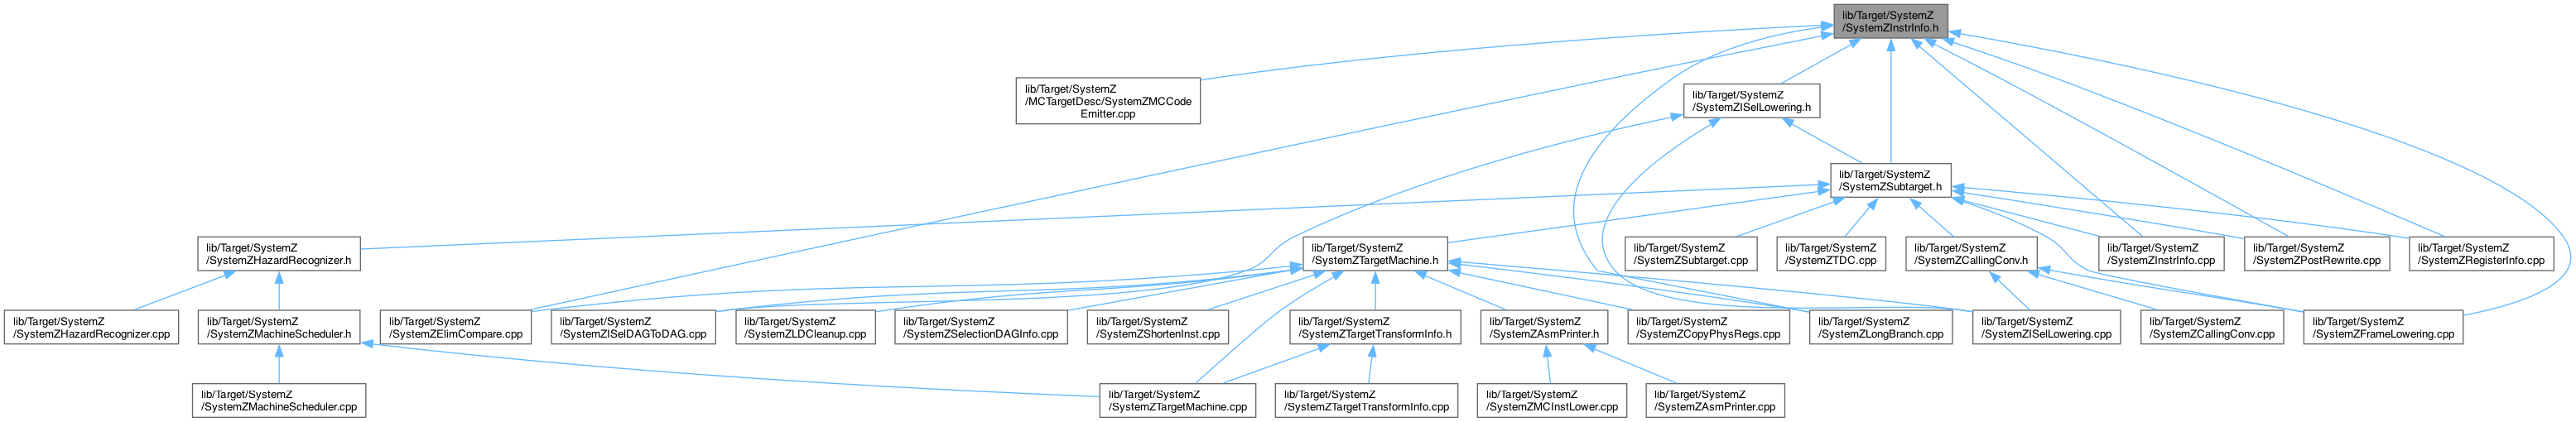 lib/Target/SystemZ
/SystemZInstrInfo.h
lib/Target/SystemZ
/MCTargetDesc/SystemZMCCode
Emitter.cpp
lib/Target/SystemZ
/SystemZISelLowering.h
lib/Target/SystemZ
/SystemZSubtarget.h
lib/Target/SystemZ
/SystemZHazardRecognizer.h
lib/Target/SystemZ
/SystemZTargetMachine.h
lib/Target/SystemZ
/SystemZSubtarget.cpp
lib/Target/SystemZ
/SystemZTDC.cpp
lib/Target/SystemZ
/SystemZCallingConv.h
lib/Target/SystemZ
/SystemZInstrInfo.cpp
lib/Target/SystemZ
/SystemZPostRewrite.cpp
lib/Target/SystemZ
/SystemZRegisterInfo.cpp
lib/Target/SystemZ
/SystemZHazardRecognizer.cpp
lib/Target/SystemZ
/SystemZMachineScheduler.h
lib/Target/SystemZ
/SystemZElimCompare.cpp
lib/Target/SystemZ
/SystemZISelDAGToDAG.cpp
lib/Target/SystemZ
/SystemZLDCleanup.cpp
lib/Target/SystemZ
/SystemZSelectionDAGInfo.cpp
lib/Target/SystemZ
/SystemZShortenInst.cpp
lib/Target/SystemZ
/SystemZTargetTransformInfo.h
lib/Target/SystemZ
/SystemZAsmPrinter.h
lib/Target/SystemZ
/SystemZCopyPhysRegs.cpp
lib/Target/SystemZ
/SystemZLongBranch.cpp
lib/Target/SystemZ
/SystemZISelLowering.cpp
lib/Target/SystemZ
/SystemZCallingConv.cpp
lib/Target/SystemZ
/SystemZFrameLowering.cpp
lib/Target/SystemZ
/SystemZMachineScheduler.cpp
lib/Target/SystemZ
/SystemZTargetMachine.cpp
lib/Target/SystemZ
/SystemZTargetTransformInfo.cpp
lib/Target/SystemZ
/SystemZMCInstLower.cpp
lib/Target/SystemZ
/SystemZAsmPrinter.cpp